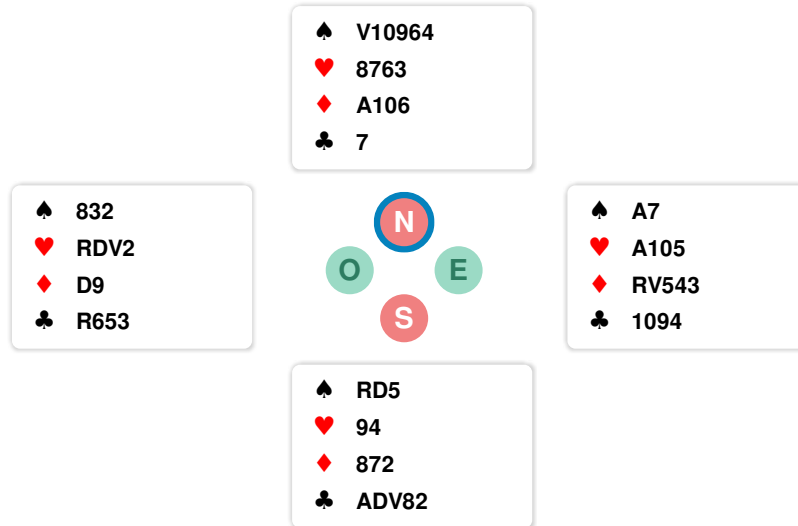 ♠ V10964
♥ 8763
♦ A106
♣ 7
♠ 832
♥ RDV2
♦ D9
♣ R653
N
O E
S
♠ A7
♥ A105
♦ RV543
♣ 1094
♠ RD5
♥ 94
♦ 872
♣ ADV82